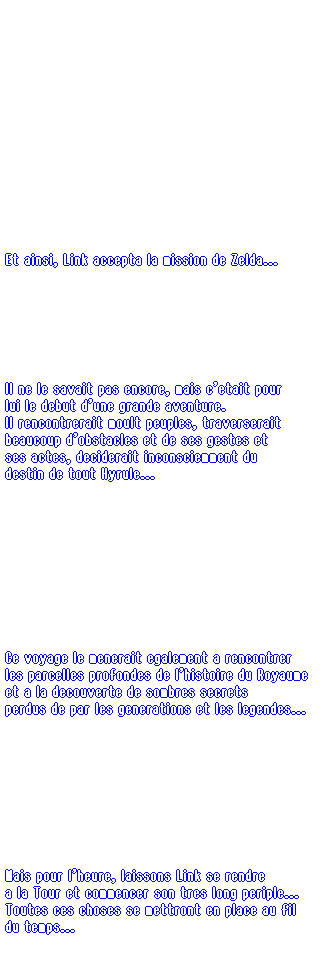 Et ainsi, Link accepta la mission de Zelda...
Il ne le savait pas encore, mais c'etait pour
lui le debut d'une grande aventure.
Il rencontrerait moult peuples, traverserait
beaucoup d'obstacles et de ses gestes et
ses actes, deciderait inconsciemment du
destin de tout Hyrule...
Ce voyage le menerait egalement a rencontrer
les parcelles profondes de l'histoire du Royaume
et a la decouverte de sombres secrets
perdus de par les generations et les legendes...
Mais pour l'heure, laissons Link se rendre
a la Tour et commencer son tres long periple...
Toutes ces choses se mettront en place au fil
du temps...